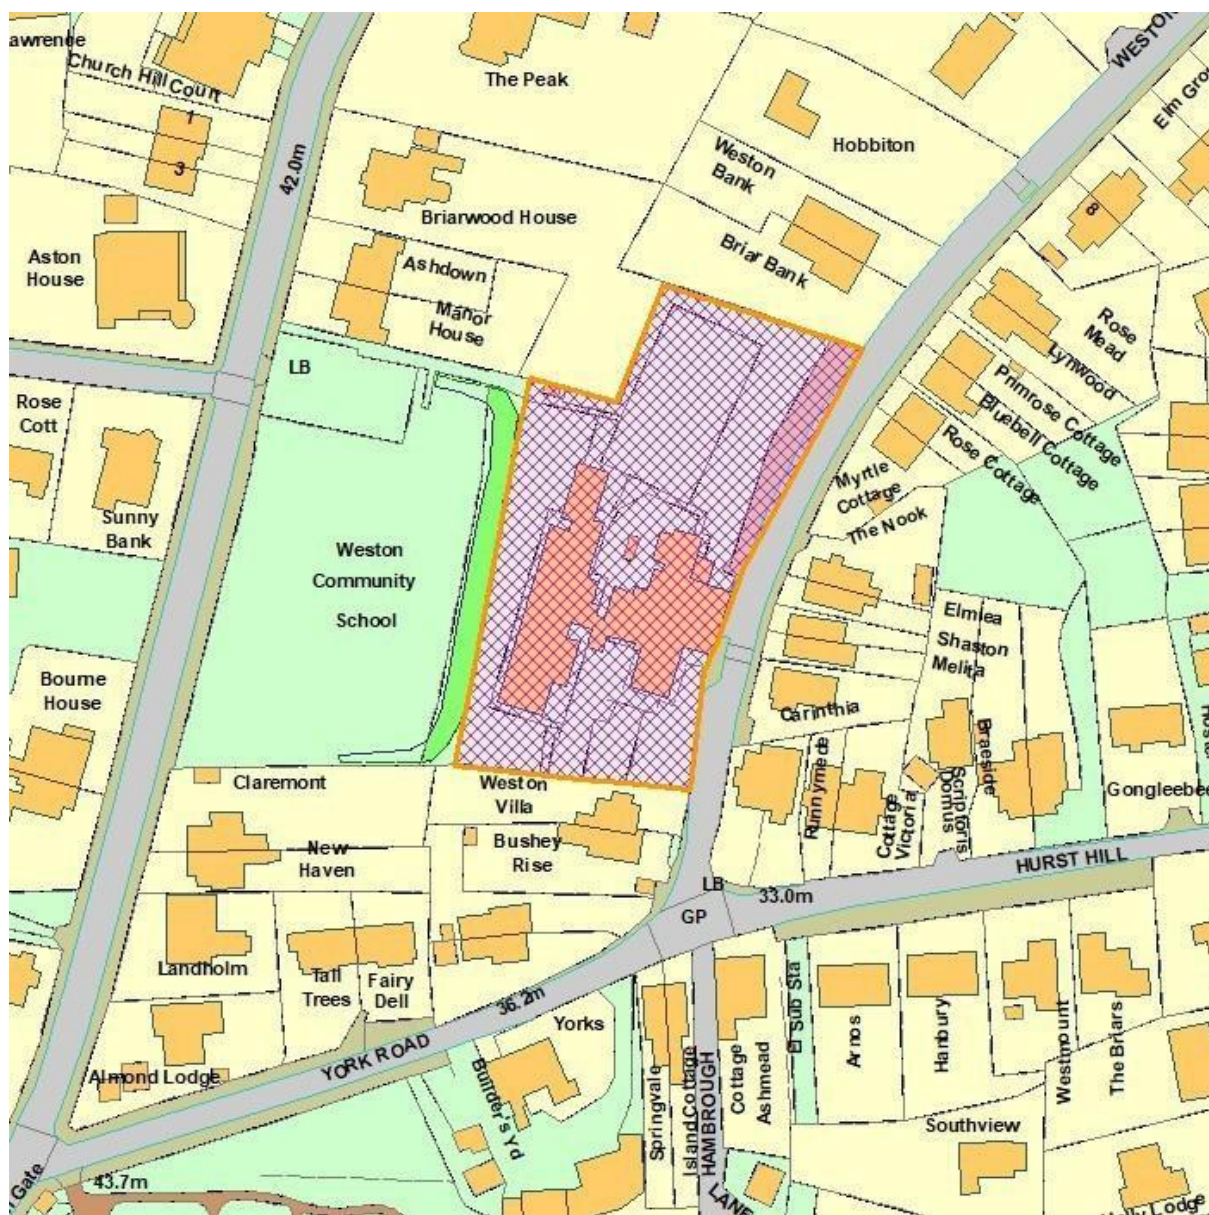 awrence
Church Hill Court
1
3
42.0m
The Peak
WESTON
Elm Gro
Hobbiton
Weston
Bank
8
Briarwood House
Briar Bank
Aston
House
Ashdown
Manor
House
Rose
Mead
Lynwood
LB
Primrose Cottage
Bluebell Cottage
Rose Cottage
Rose
Cott
Myrtle
Cottage
The Nook
Sunny
Bank
Weston
Community
School
Elmlea
Shaston
Melita
Bourne
House
Carinthia
Runnymede
Cottage
Victoria
Domus
Scriptoris
Braeside
Gongleebee
Claremont
Weston
Villa
Bushey
Rise
New
Haven
HURST HILL
LB
33.0m
GP
Landholm
Tall
Trees
Fairy
Dell
36.2m
Yorks
YORK ROAD
El Sub Sta
Arnos
Hanbury
Westmount
The Briars
Almond Lodge
Builder's Yd
Springvale
Island Cottage
HAMBROUGH
LANE
Cottage
Ashmead
Southview
Gate
43.7m
Lodge